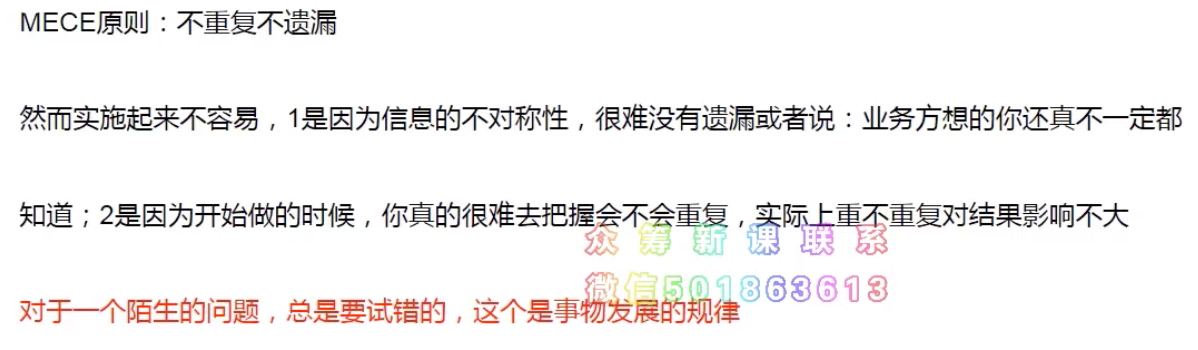 MECE原则：不重复不遗漏
然而实施起来不容易，1是因为信息的不对称性，很难没有遗漏或者说：业务方想的你还真不一定都
知道；2是因为开始做的时候，你真的很难去把握会不会重复，实际上重不重复对结果影响不大
众筹新课联系
微信501863613
对于一个陌生的问题，总是要试错的，这个是事物发展的规律